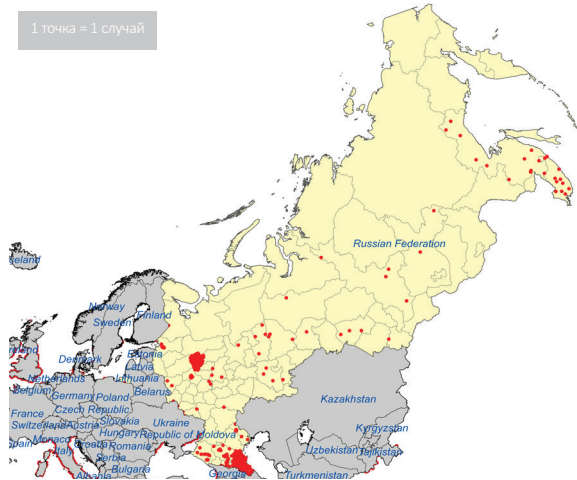 1 точка = 1 случай
Russian Federation
Norway
Finland
Sweden
Estonia
Denmark
Latvia
Lithuania
Netherlands
Belarus
Belgium
Germany
Poland
Kazakhstan
Czech Republic
France
Slovakia
Ukraine
Switzerland
Austria
Hungary
Republic of Moldova
Kyrgyzstan
Monaco
Croatia
Romania
Uzbekistan
Tajikistan
Serbia
Bulgaria
Georgia
Turkmenistan
Albania